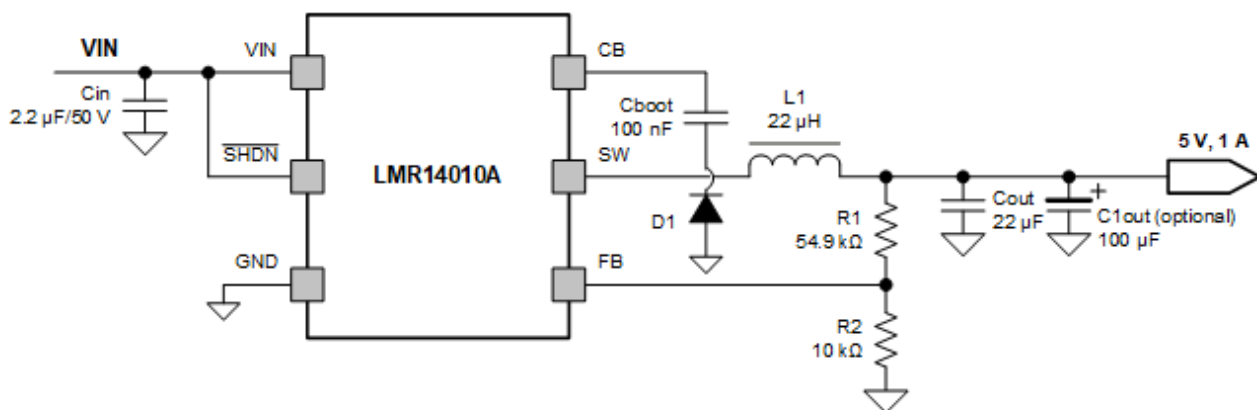 VIN
Cin
2.2 µF/50 V
VIN
SHDN
GND
LMR14010A
CB
SW
FB
Cboot
100 nF
D1
L1
22 µH
R1
54.9 kΩ
R2
10 kΩ
Cout
22 µF
+
C1out (optional)
100 µF
5 V, 1 A